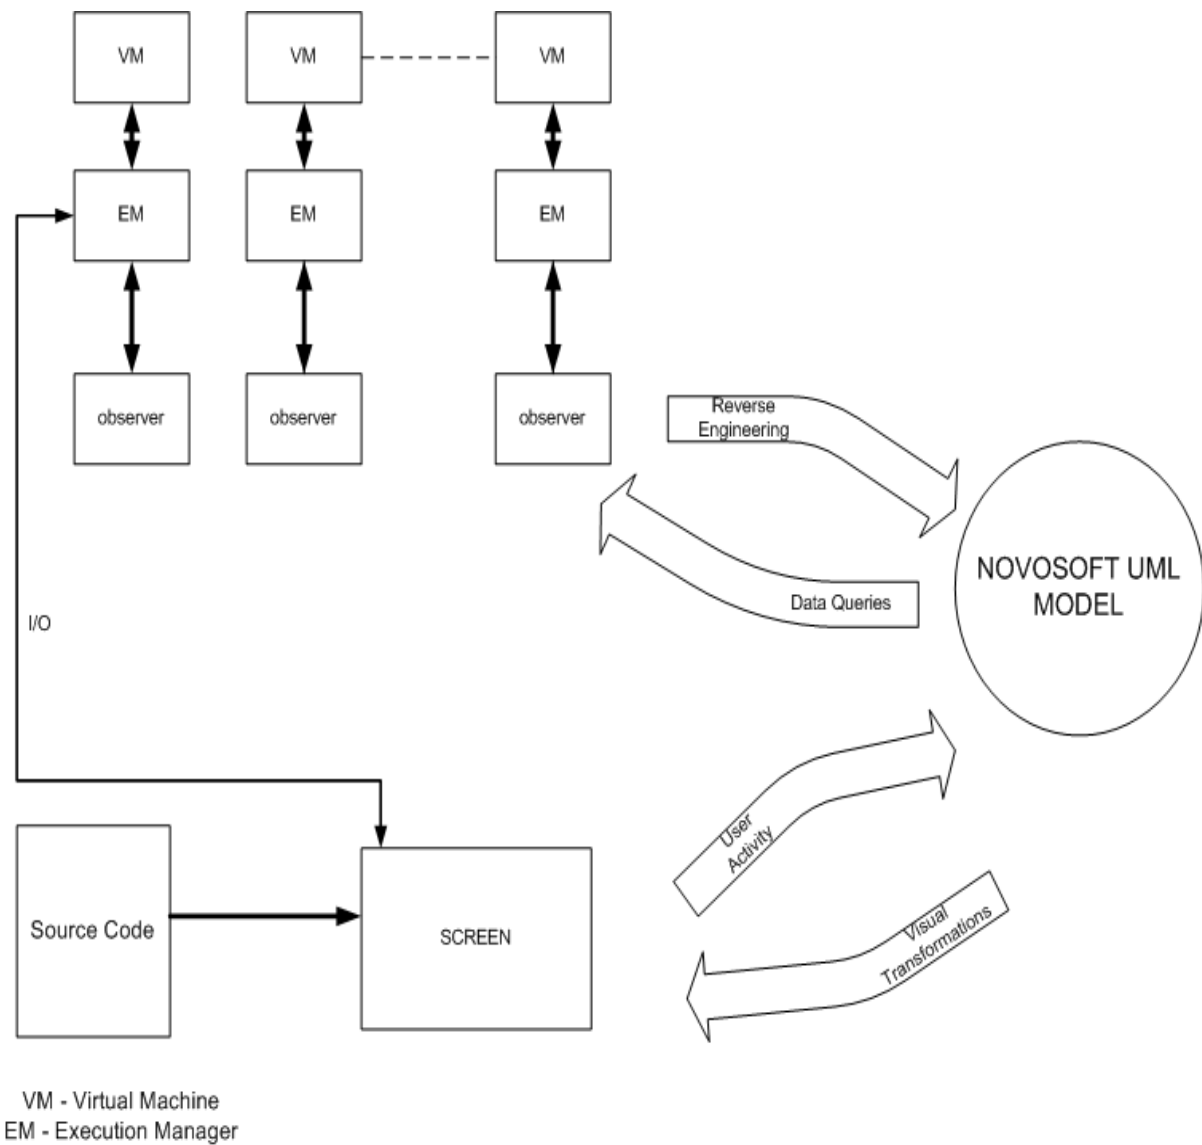 VM
VM
VM
EM
EM
EM
observer
observer
observer
Reverse
Engineering
NOVOSOFT UML
MODEL
Data Queries
I/O
User
Activity
Source Code
SCREEN
Visual
Transformations
VM - Virtual Machine
EM - Execution Manager